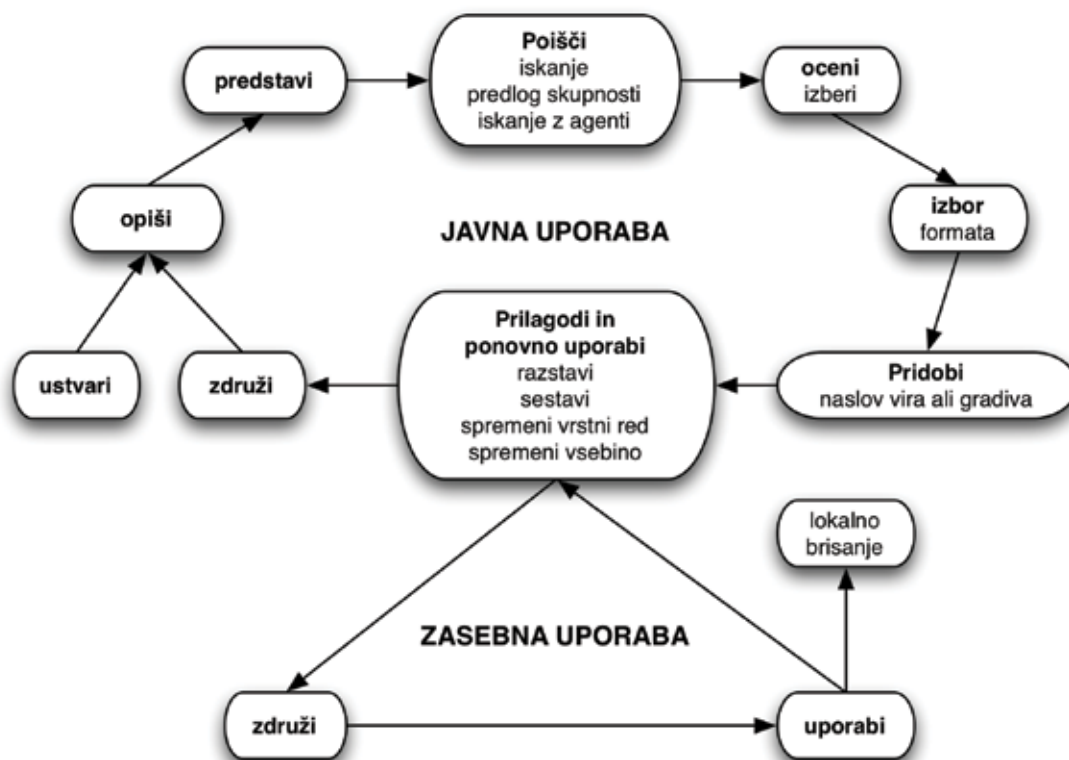 predstavi
Poišči
iskanje
predlog skupnosti
iskanje z agenti
oceni
izberi
opiši
JAVNA UPORABA
izbor
formata
ustvari
združi
Prilagodi in
ponovno uporabi
razstavi
sestavi
spremeni vrstni red
spremeni vsebino
Pridobi
naslov vira ali gradiva
lokalno
brisanje
ZASEBNA UPORABA
združi
uporabi